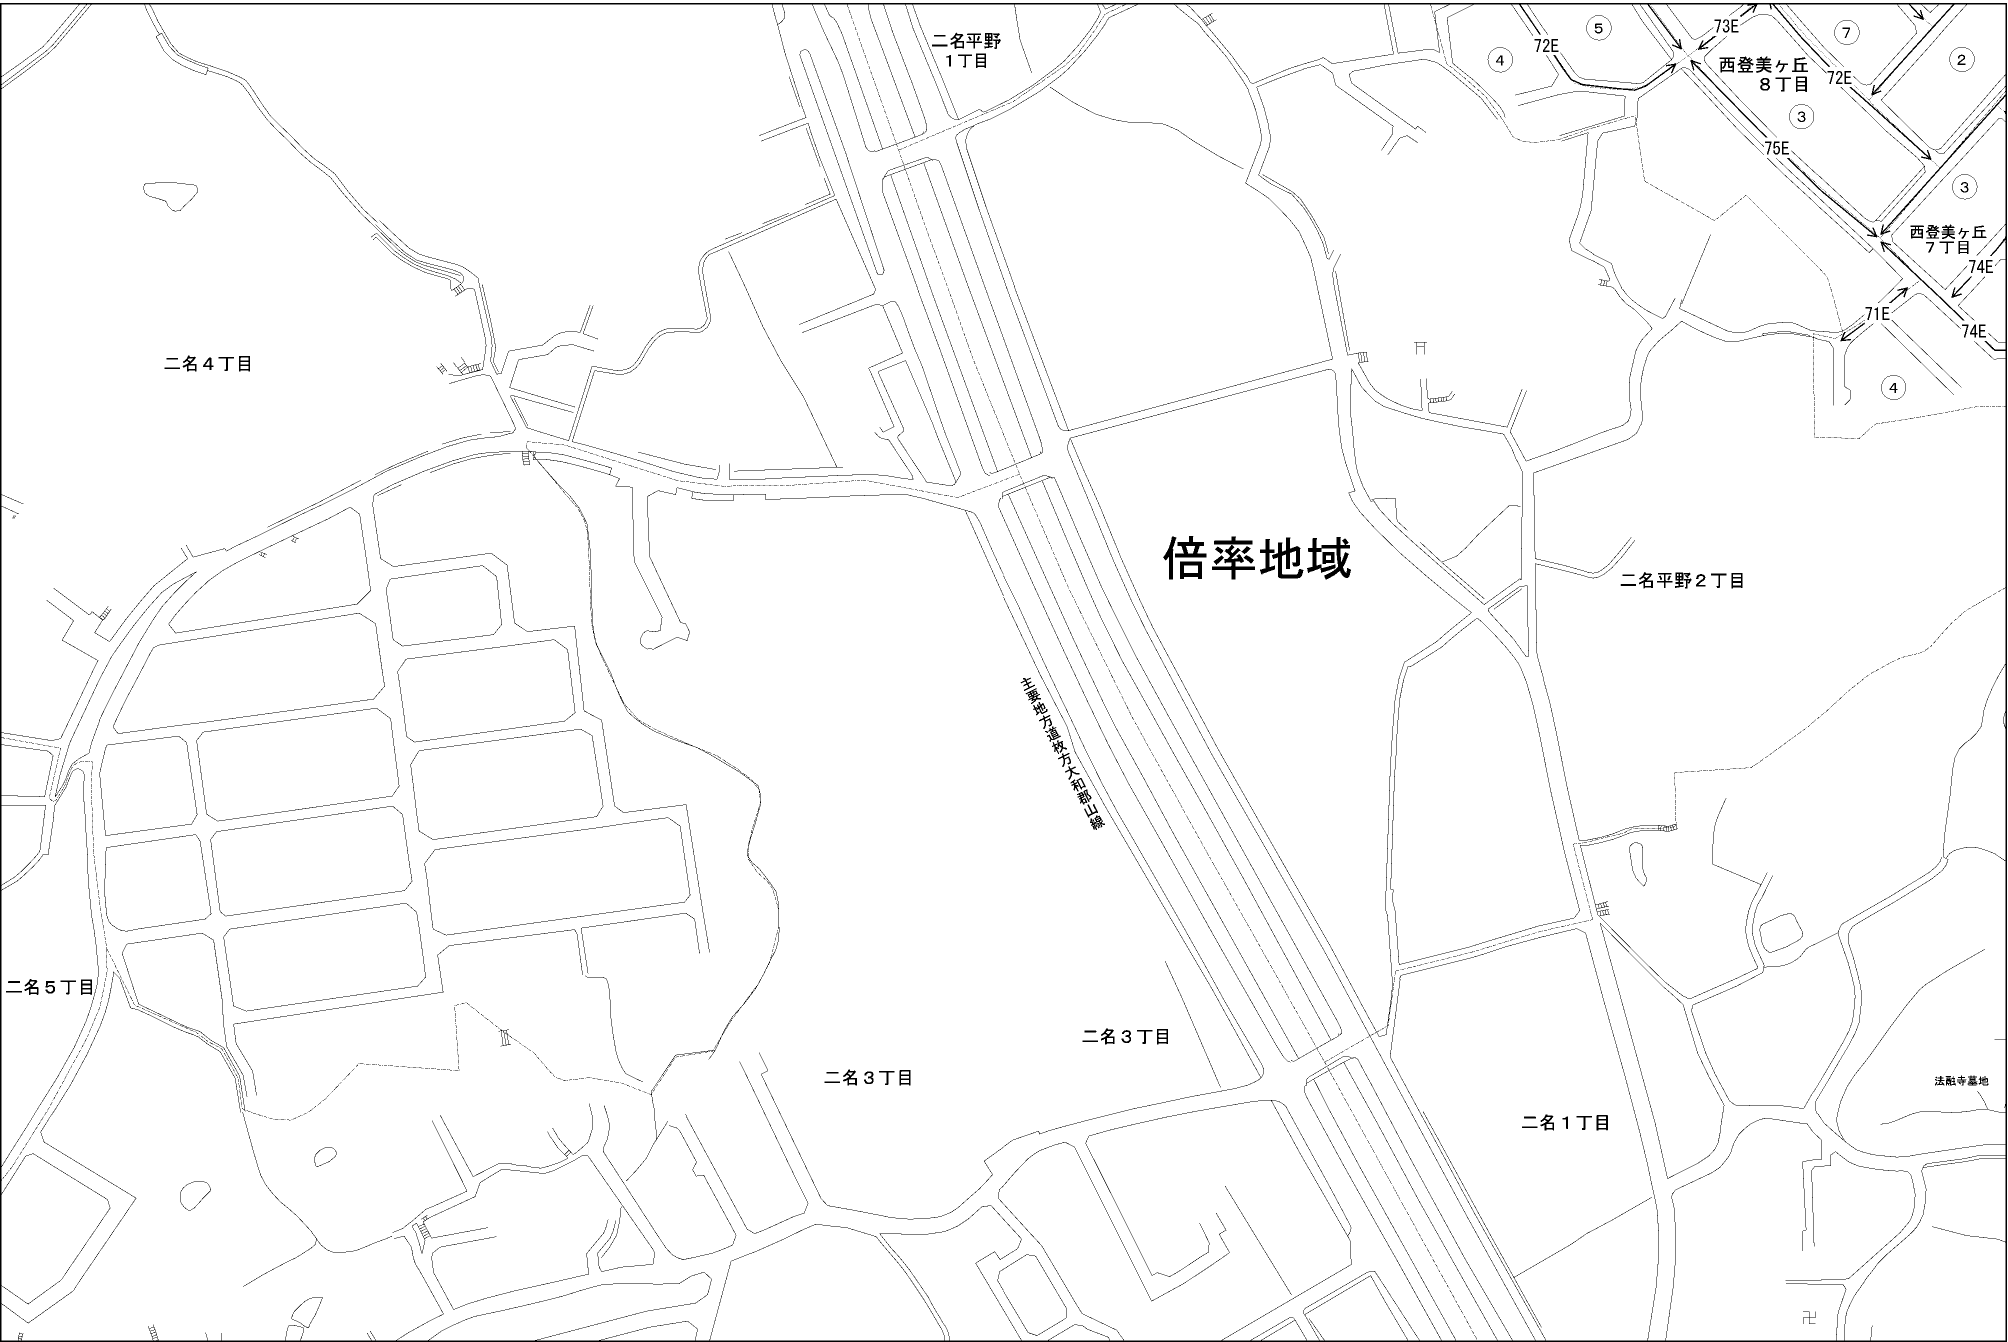 二名平野
1丁目
72E
⑤
④
73E
西登美ヶ丘
8丁目
③
⑦
72E
②
75E
③
西登美ヶ丘
7丁目
74E
71E
74E
④
二名4丁目
倍率地域
二名平野2丁目
主要地方道枚方大和郡山線
二名5丁目
二名3丁目
二名3丁目
二名1丁目
法融寺墓地